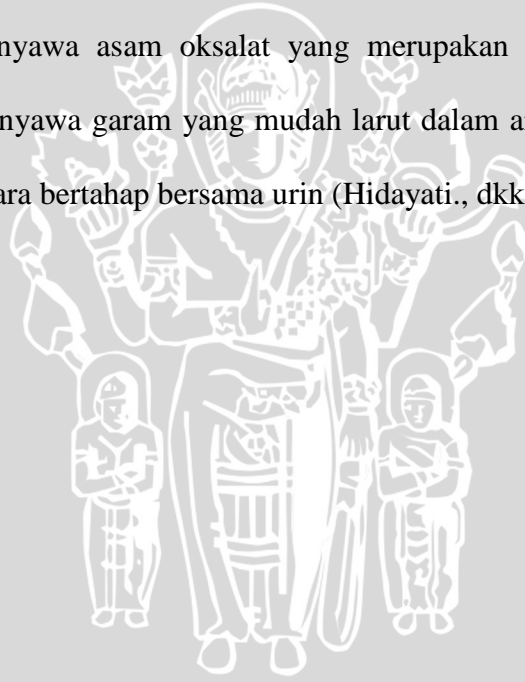 nyawa asam oksalat yang merupakan
nyawa garam yang mudah larut dalam a
ara bertahap bersama urin (Hidayati., dkk